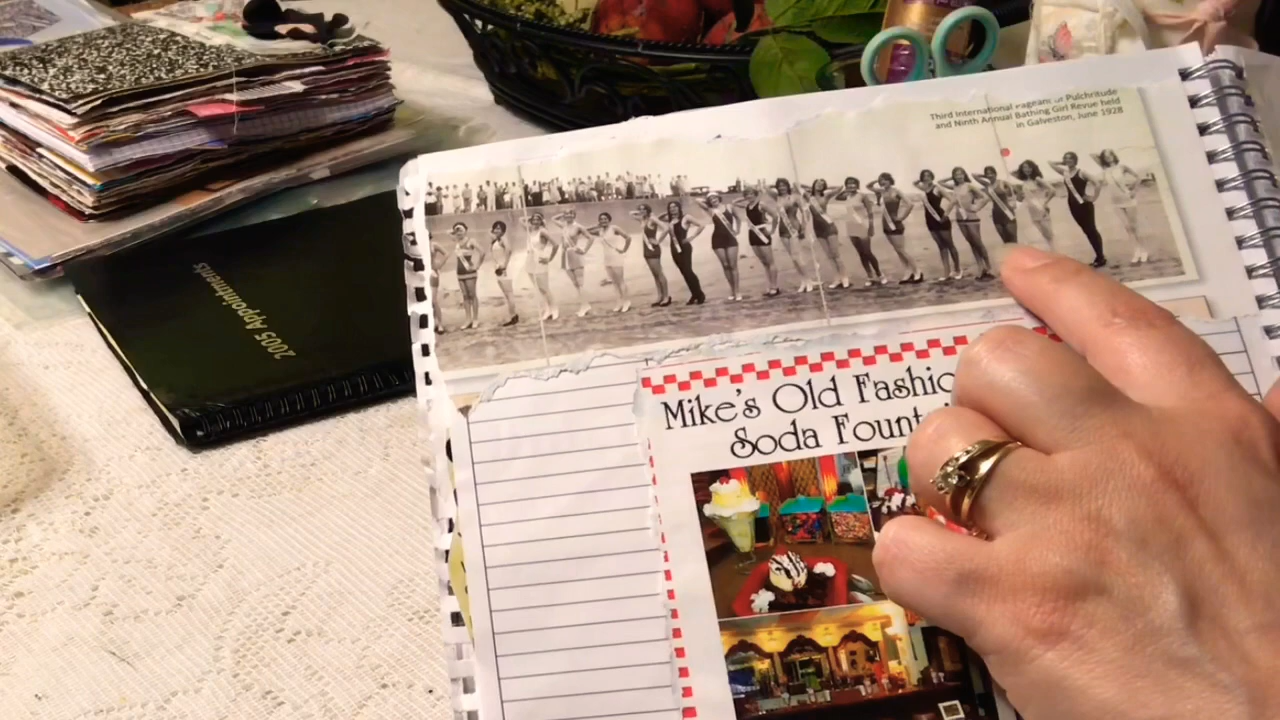 Third International Pageant of Pulchritude
and Ninth Annual Bathing Girl Revue held
in Galveston, June 1928
2005 Appointments
Mike's Old Fashio
Soda Fount